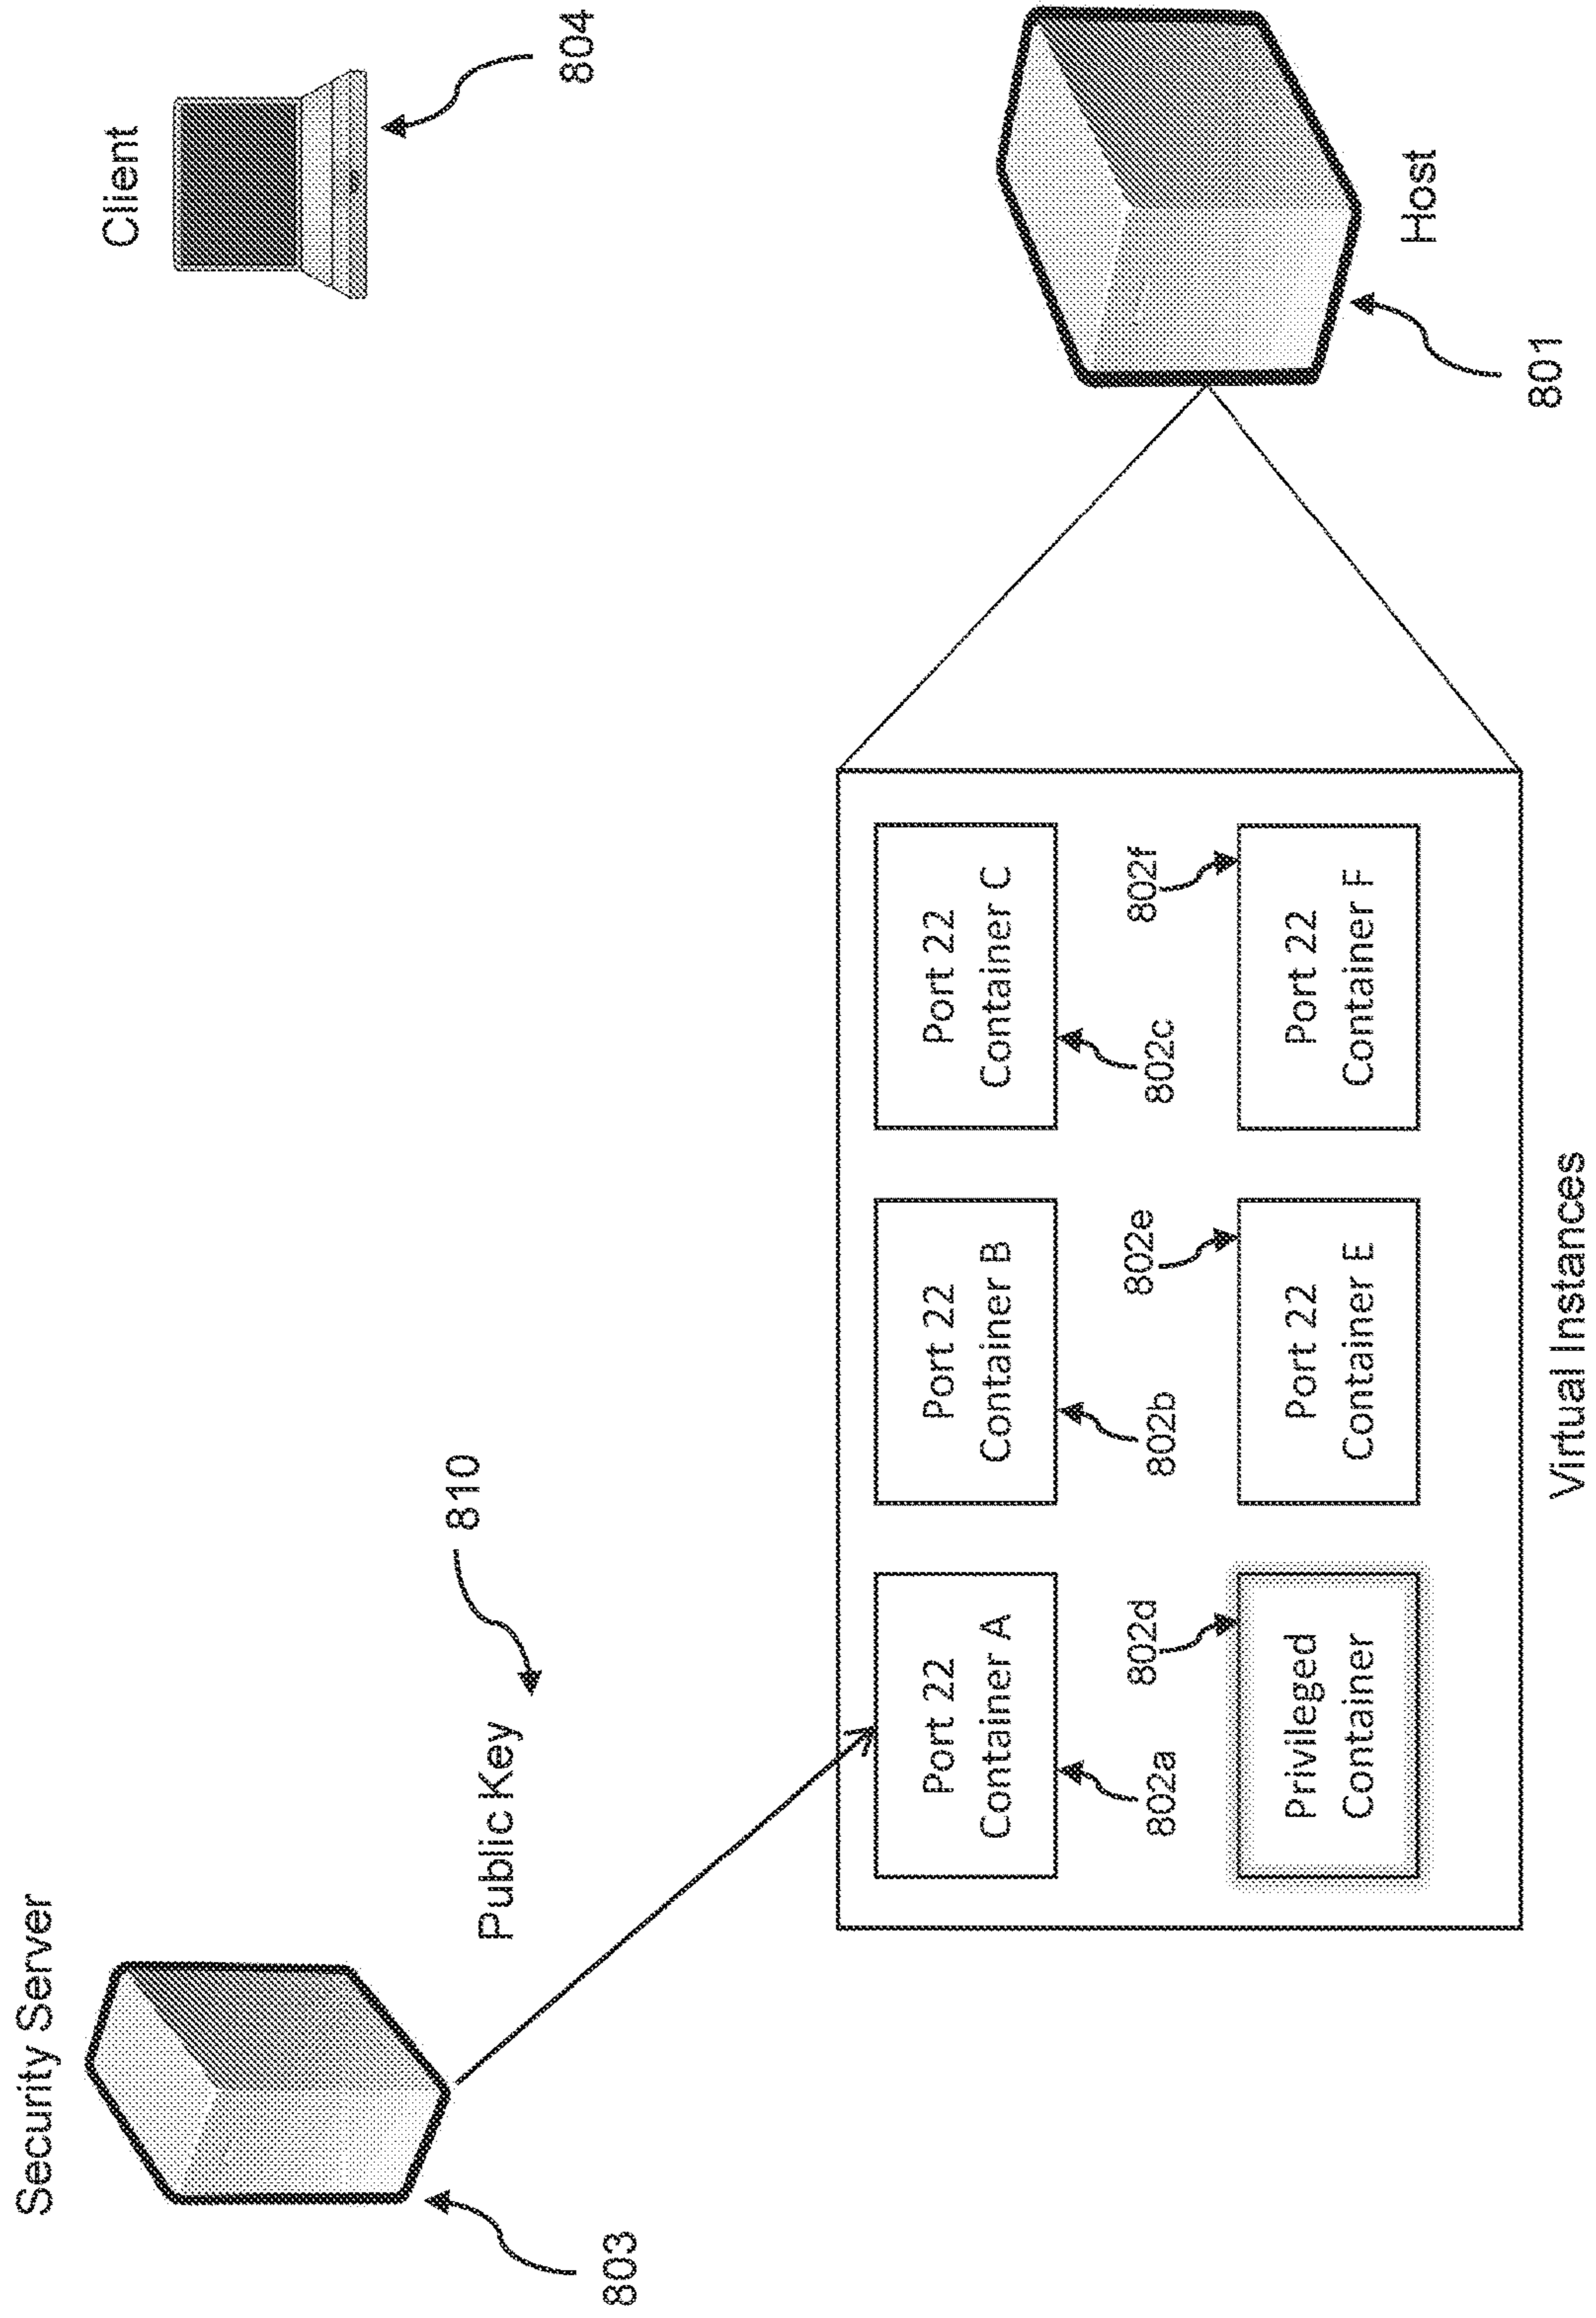 Security Server
Client
803
Public Key
810
804
Port 22
Container A
Port 22
Container B
Port 22
Container C
802a
802b
802c
802d
802e
802f
Privileged
Container
Port 22
Container E
Port 22
Container F
Host
801
Virtual Instances